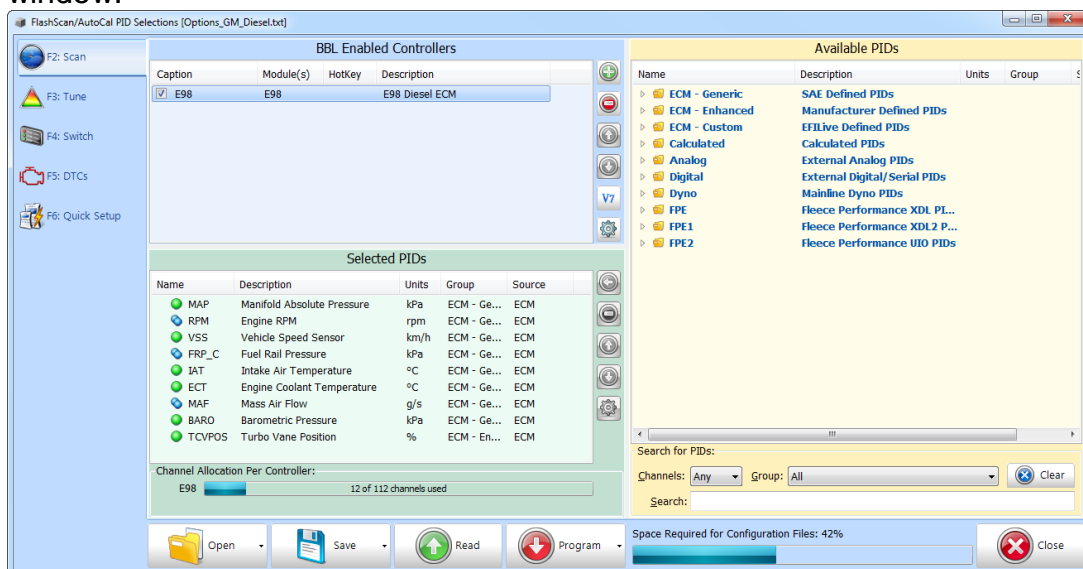 window.
FlashScan/AutoCal PID Selections [Options_GM_Diesel.txt]
F2: Scan
F3: Tune
F4: Switch
F5: DTCs
F6: Quick Setup
BBL Enabled Controllers
Caption Module(s) HotKey Description
E98 E98 E98 Diesel ECM
V7
Selected PIDs
Name Description Units Group Source
MAP Manifold Absolute Pressure kPa ECM - Ge... ECM
RPM Engine RPM rpm ECM - Ge... ECM
VSS Vehicle Speed Sensor km/h ECM - Ge... ECM
FRP_C Fuel Rail Pressure kPa ECM - Ge... ECM
IAT Intake Air Temperature °C ECM - Ge... ECM
ECT Engine Coolant Temperature °C ECM - Ge... ECM
MAF Mass Air Flow g/s ECM - Ge... ECM
BARO Barometric Pressure kPa ECM - Ge... ECM
TCVPOS Turbo Vane Position % ECM - En... ECM
Channel Allocation Per Controller:
E98 12 of 112 channels used
Available PIDs
Name Description Units Group S
ECM - Generic SAE Defined PIDs
ECM - Enhanced Manufacturer Defined PIDs
ECM - Custom EFILive Defined PIDs
Calculated Calculated PIDs
Analog External Analog PIDs
Digital External Digital/Serial PIDs
Dyno Mainline Dyno PIDs
FPE Fleece Performance XDL PI...
FPE1 Fleece Performance XDL2 P...
FPE2 Fleece Performance UIO PIDs
Search for PIDs:
Channels: Any Group: All Clear
Search:
Open Save Read Program
Space Required for Configuration Files: 42%
Close